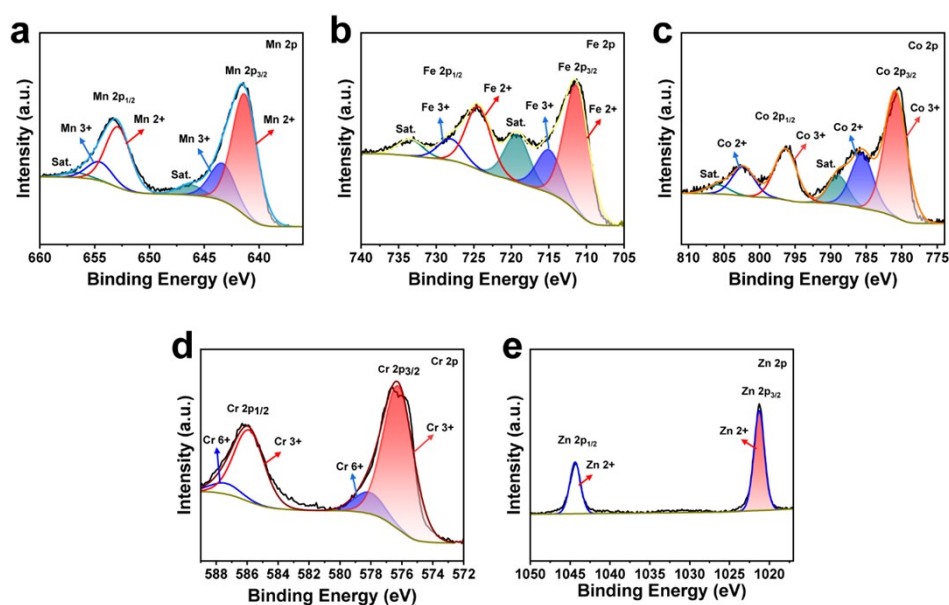 a
Mn 2p
Mn 2p3/2
Mn 2p1/2
Mn 3+
Mn 2+
Mn 3+
Mn 2+
Sat.
Sat.
Intensity (a.u.)
660
650
640
Binding Energy (eV)
b
Fe 2p
Fe 2p1/2
Fe 2p3/2
Fe 2+
Fe 3+
Fe 3+
Fe 2+
Sat.
Sat.
Intensity (a.u.)
740
735
730
725
720
715
710
705
Binding Energy (eV)
c
Co 2p
Co 2p3/2
Co 2p1/2
Co 2+
Co 3+
Co 2+
Co 3+
Sat.
Sat.
Intensity (a.u.)
810
805
800
795
790
785
780
774
Binding Energy (eV)
d
Cr 2p
Cr 2p3/2
Cr 2p1/2
Cr 6+
Cr 3+
Cr 6+
Cr 3+
Intensity (a.u.)
588
586
584
582
580
578
576
574
572
Binding Energy (eV)
e
Zn 2p
Zn 2p3/2
Zn 2+
Zn 2p1/2
Zn 2+
Intensity (a.u.)
1050
1045
1040
1035
1030
1025
1020
Binding Energy (eV)